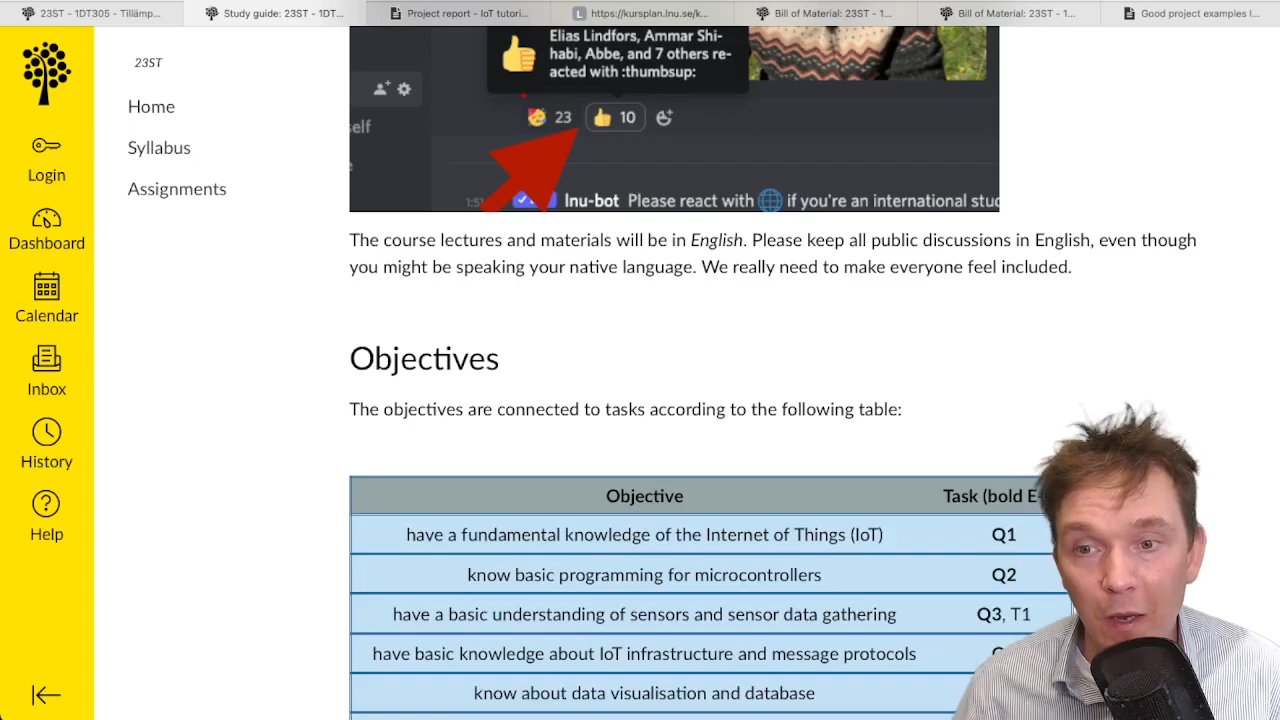 23ST - 1DT305 - Tillämp...
Study guide: 23ST - 1DT...
Project report - IoT tutori...
L https://kursplan.lnu.se/k...
Bill of Material: 23ST - 1...
Bill of Material: 23ST - 1...
Good project examples I...
Login
Dashboard
Calendar
Inbox
History
Help
23ST
Home
Syllabus
Assignments
Elias Lindfors, Ammar Shi-
habi, Abbe, and 7 others re-
acted with :thumbsup:
23 10
lnu-bot Please react with 🌐 if you're an international stu
The course lectures and materials will be in English. Please keep all public discussions in English, even though
you might be speaking your native language. We really need to make everyone feel included.
Objectives
The objectives are connected to tasks according to the following table:
Objective Task (bold E-
have a fundamental knowledge of the Internet of Things (IoT) Q1
know basic programming for microcontrollers Q2
have a basic understanding of sensors and sensor data gathering Q3, T1
have basic knowledge about IoT infrastructure and message protocols
know about data visualisation and database